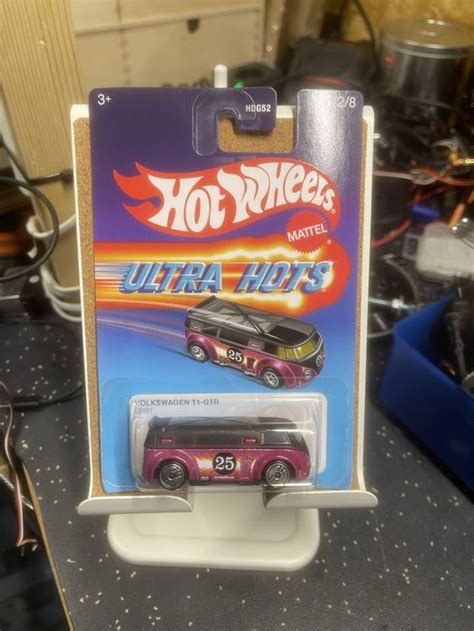 3+
HDG52
2/8
Hot Wheels
MATTEL
ULTRA HOTS
25
VOLKSWAGEN T1-GTR
25